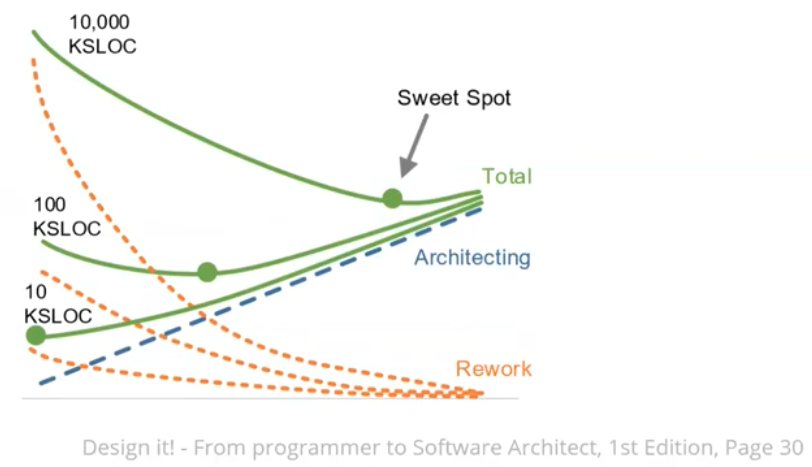 10,000
KSLOC
Sweet Spot
Total
100
KSLOC
Architecting
10
KSLOC
Rework
Design it! - From programmer to Software Architect, 1st Edition, Page 30